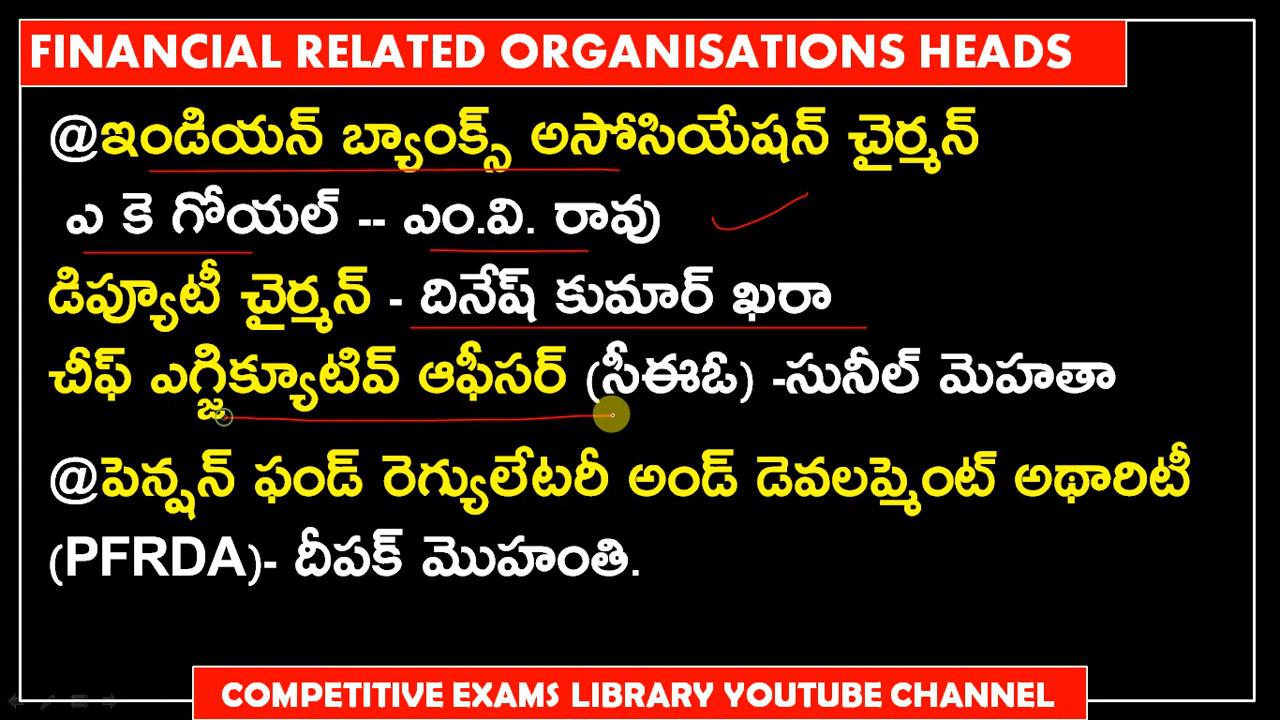 FINANCIAL RELATED ORGANISATIONS HEADS
@ఇండియన్ బ్యాంక్స్ అసోసియేషన్ చైర్మన్
ఎ కె గోయల్ -- ఎం.వి. రావు
డిప్యూటీ చైర్మన్ - దినేష్ కుమార్ ఖరా
చీఫ్ ఎగ్జిక్యూటివ్ ఆఫీసర్ (సీఈఓ) -సునీల్ మెహతా
@పెన్షన్ ఫండ్ రెగ్యులేటరీ అండ్ డెవలప్మెంట్ అథారిటీ
(PFRDA)- దీపక్ మొహంతి.
COMPETITIVE EXAMS LIBRARY YOUTUBE CHANNEL